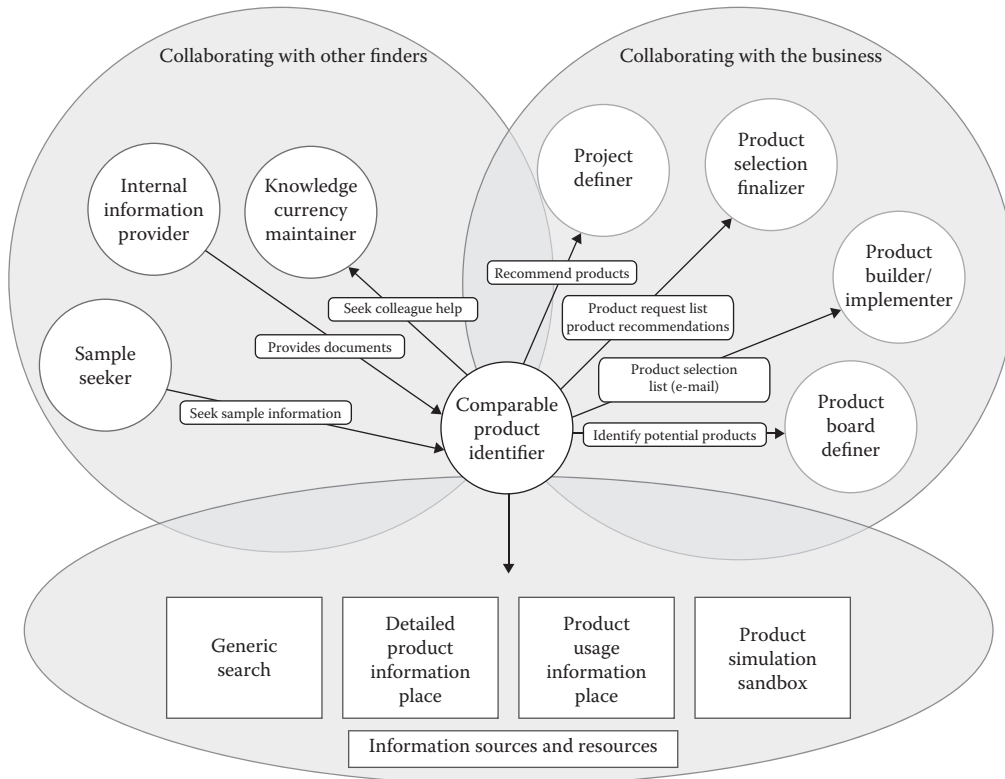 Collaborating with other finders
Collaborating with the business
Internal
information
provider
Knowledge
currency
maintainer
Project
definer
Product
selection
finalizer
Product
builder/
implementer
Recommend products
Seek colleague help
Product request list
product recommendations
Provides documents
Sample
seeker
Product selection
list (e-mail)
Seek sample information
Comparable
product
identifier
Identify potential products
Product
board
definer
Generic
search
Detailed
product
information
place
Product
usage
information
place
Product
simulation
sandbox
Information sources and resources